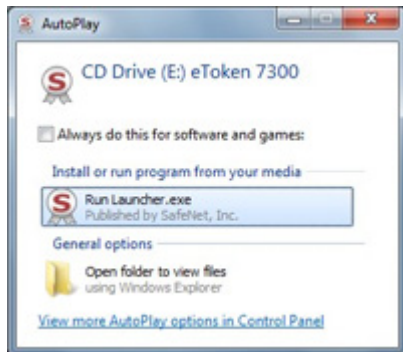 AutoPlay
CD Drive (E:) eToken 7300
Always do this for software and games:
Install or run program from your media
Run Launcher.exe
Published by SafeNet, Inc.
General options
Open folder to view files
using Windows Explorer
View more AutoPlay options in Control Panel